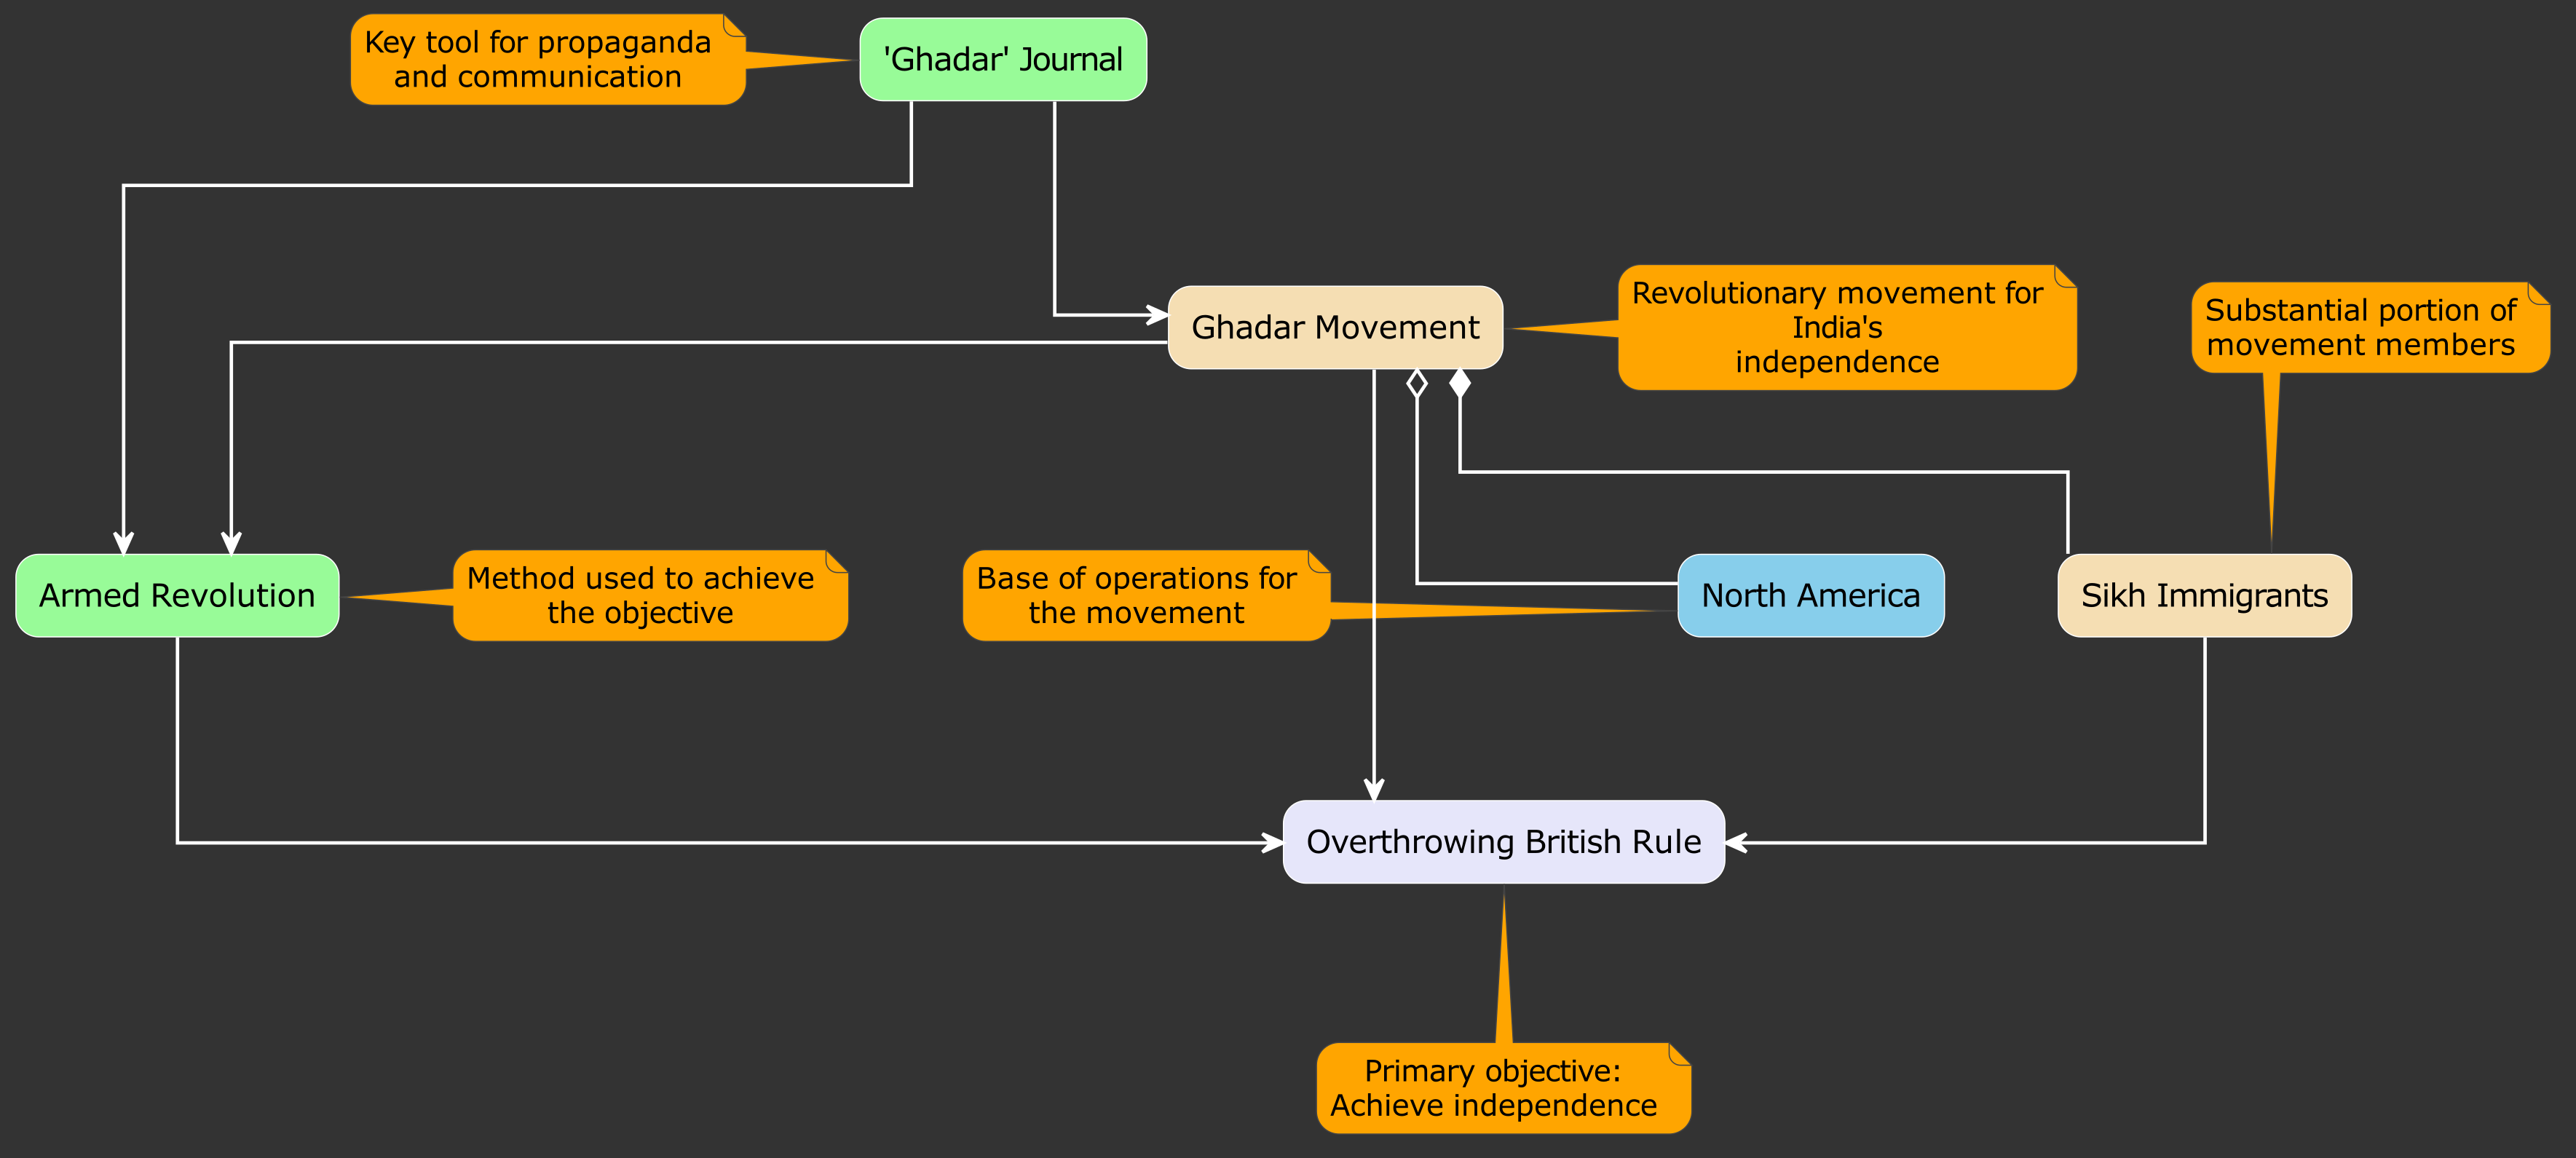 Key tool for propaganda
and communication
'Ghadar' Journal
Ghadar Movement
Revolutionary movement for
India's
independence
Substantial portion of
movement members
Armed Revolution
Method used to achieve
the objective
Base of operations for
the movement
North America
Sikh Immigrants
Overthrowing British Rule
Primary objective:
Achieve independence